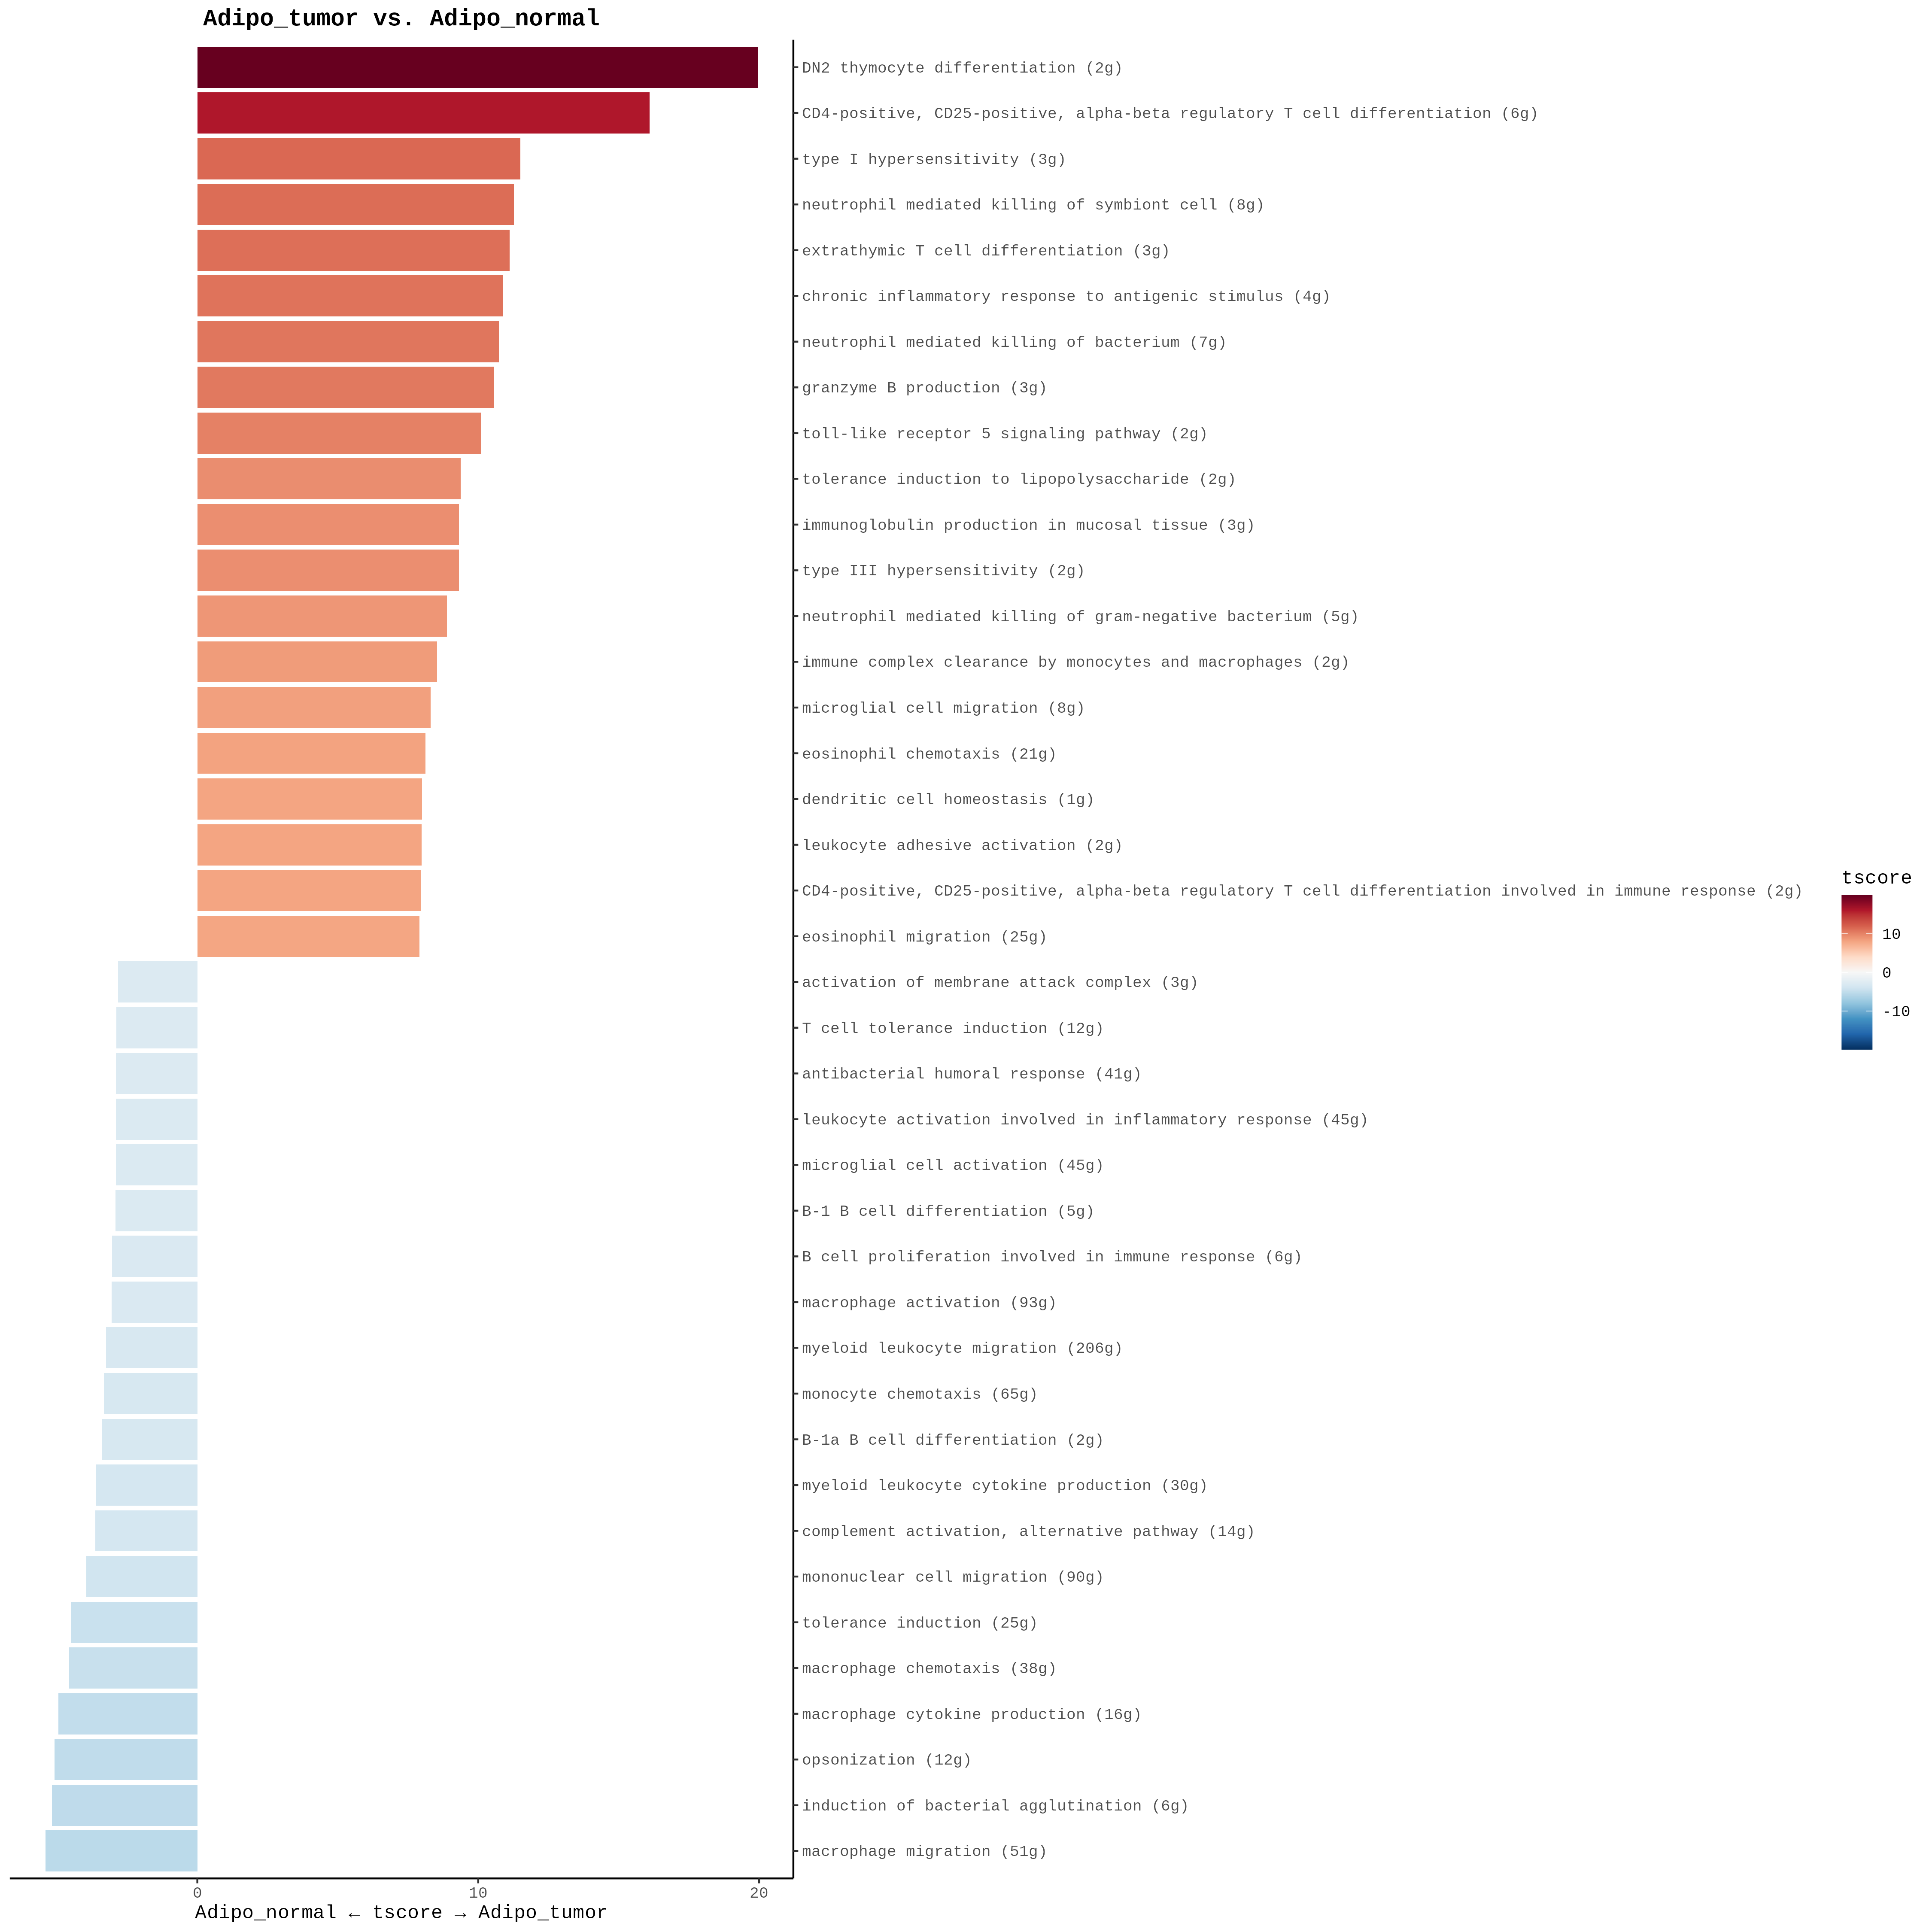 Adipo_tumor vs. Adipo_normal
DN2 thymocyte differentiation (2g)
CD4-positive, CD25-positive, alpha-beta regulatory T cell differentiation (6g)
type I hypersensitivity (3g)
neutrophil mediated killing of symbiont cell (8g)
extrathymic T cell differentiation (3g)
chronic inflammatory response to antigenic stimulus (4g)
neutrophil mediated killing of bacterium (7g)
granzyme B production (3g)
toll-like receptor 5 signaling pathway (2g)
tolerance induction to lipopolysaccharide (2g)
immunoglobulin production in mucosal tissue (3g)
type III hypersensitivity (2g)
neutrophil mediated killing of gram-negative bacterium (5g)
immune complex clearance by monocytes and macrophages (2g)
microglial cell migration (8g)
eosinophil chemotaxis (21g)
dendritic cell homeostasis (1g)
leukocyte adhesive activation (2g)
CD4-positive, CD25-positive, alpha-beta regulatory T cell differentiation involved in immune response (2g)
eosinophil migration (25g)
activation of membrane attack complex (3g)
T cell tolerance induction (12g)
antibacterial humoral response (41g)
leukocyte activation involved in inflammatory response (45g)
microglial cell activation (45g)
B-1 B cell differentiation (5g)
B cell proliferation involved in immune response (6g)
macrophage activation (93g)
myeloid leukocyte migration (206g)
monocyte chemotaxis (65g)
B-1a B cell differentiation (2g)
myeloid leukocyte cytokine production (30g)
complement activation, alternative pathway (14g)
mononuclear cell migration (90g)
tolerance induction (25g)
macrophage chemotaxis (38g)
macrophage cytokine production (16g)
opsonization (12g)
induction of bacterial agglutination (6g)
macrophage migration (51g)
0 10 20
Adipo_normal ← tscore → Adipo_tumor
tscore
10
0
-10